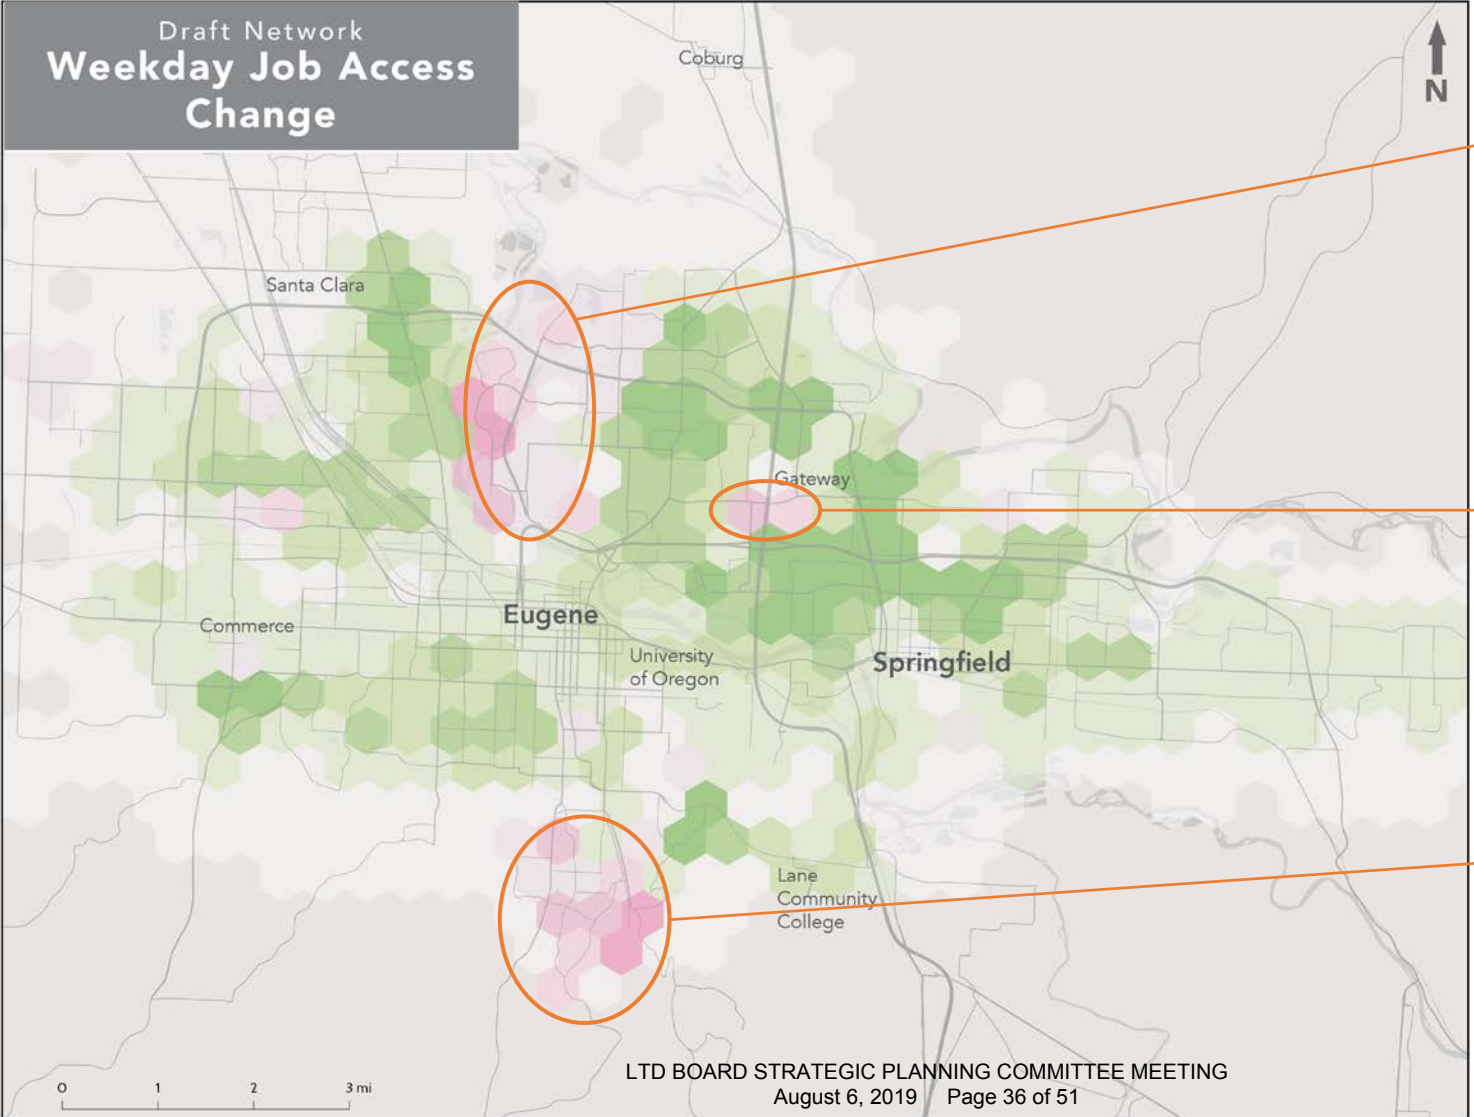 Draft Network
Weekday Job Access
Change
Coburg
N
Santa Clara
Gateway
Eugene
Commerce
University
of Oregon
Springfield
Lane
Community
College
0 1 2 3 mi
LTD BOARD STRATEGIC PLANNING COMMITTEE MEETING
August 6, 2019 Page 36 of 51